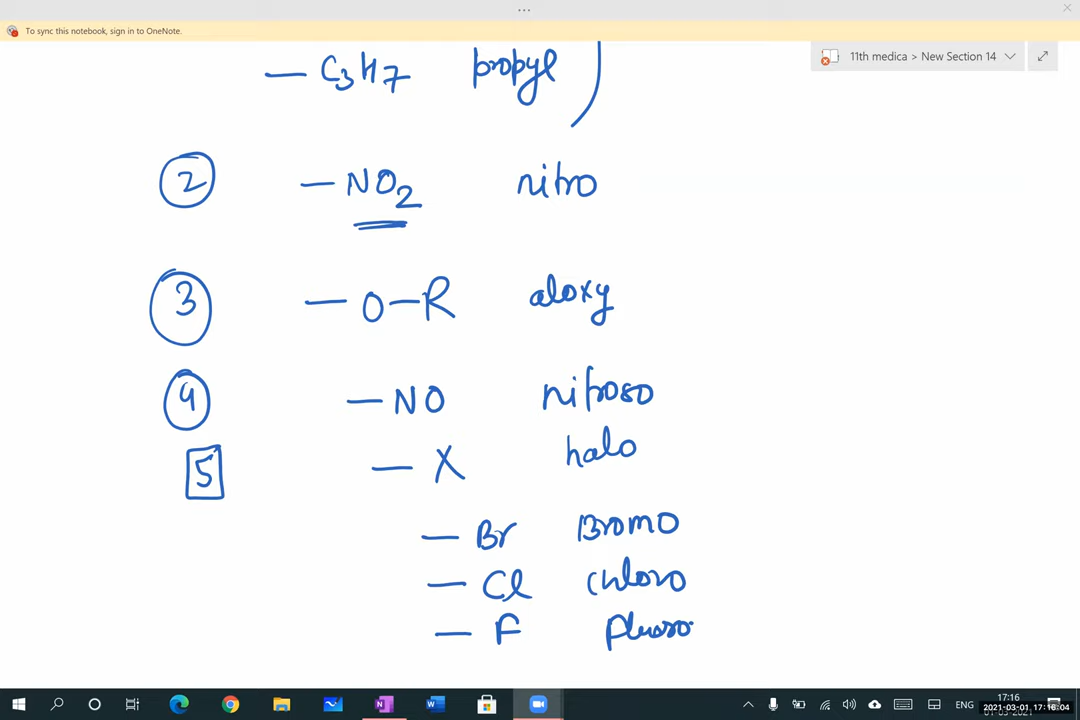 To sync this notebook, sign in to OneNote.
11th medica > New Section 14
— C3H7 propyl
2 — NO2 nitro
3 — O—R aloxy
4 — NO nitroso
5 — X halo
— Br Bromo
— Cl chloro
— F
ENG
17:16
2021-03-01 17:16:04